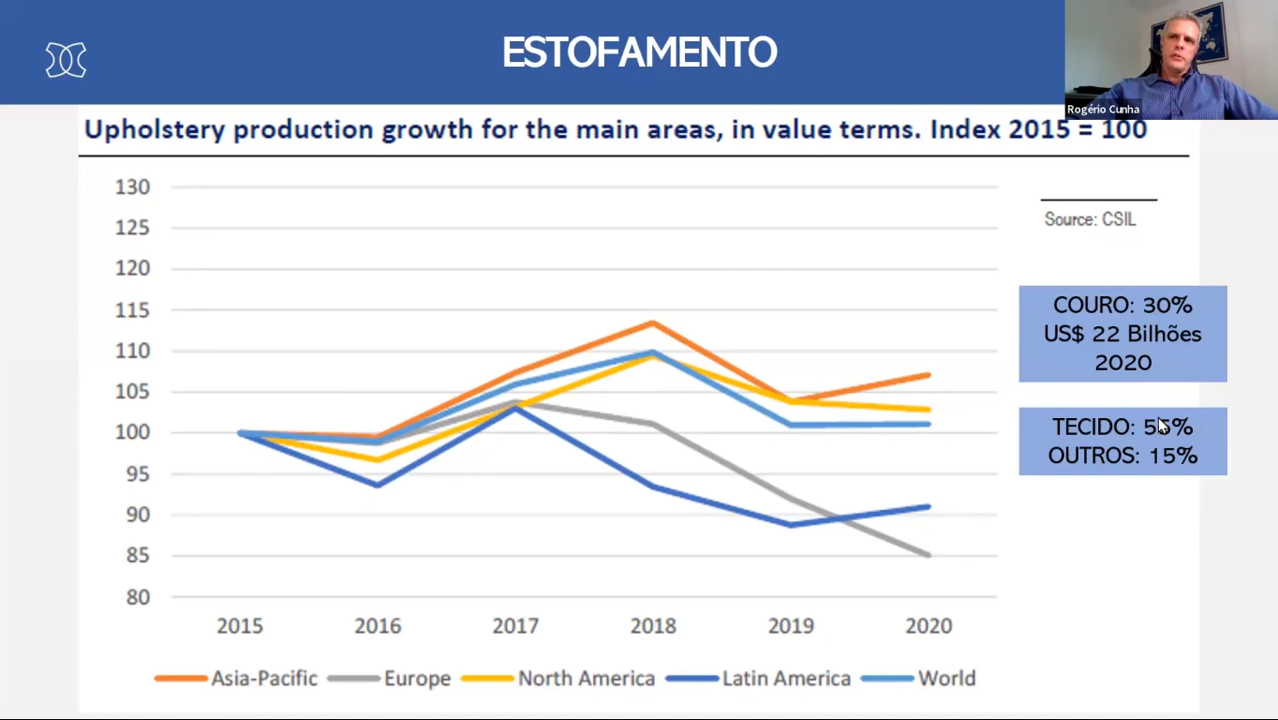 ESTOFAMENTO
Rogério Cunha
Upholstery production growth for the main areas, in value terms. Index 2015 = 100
130
125
120
115
110
105
100
95
90
85
80
2015 2016 2017 2018 2019 2020
Asia-Pacific Europe North America Latin America World
Source: CSIL
COURO: 30%
US$ 22 Bilhões
2020
TECIDO:
OUTROS: 15%